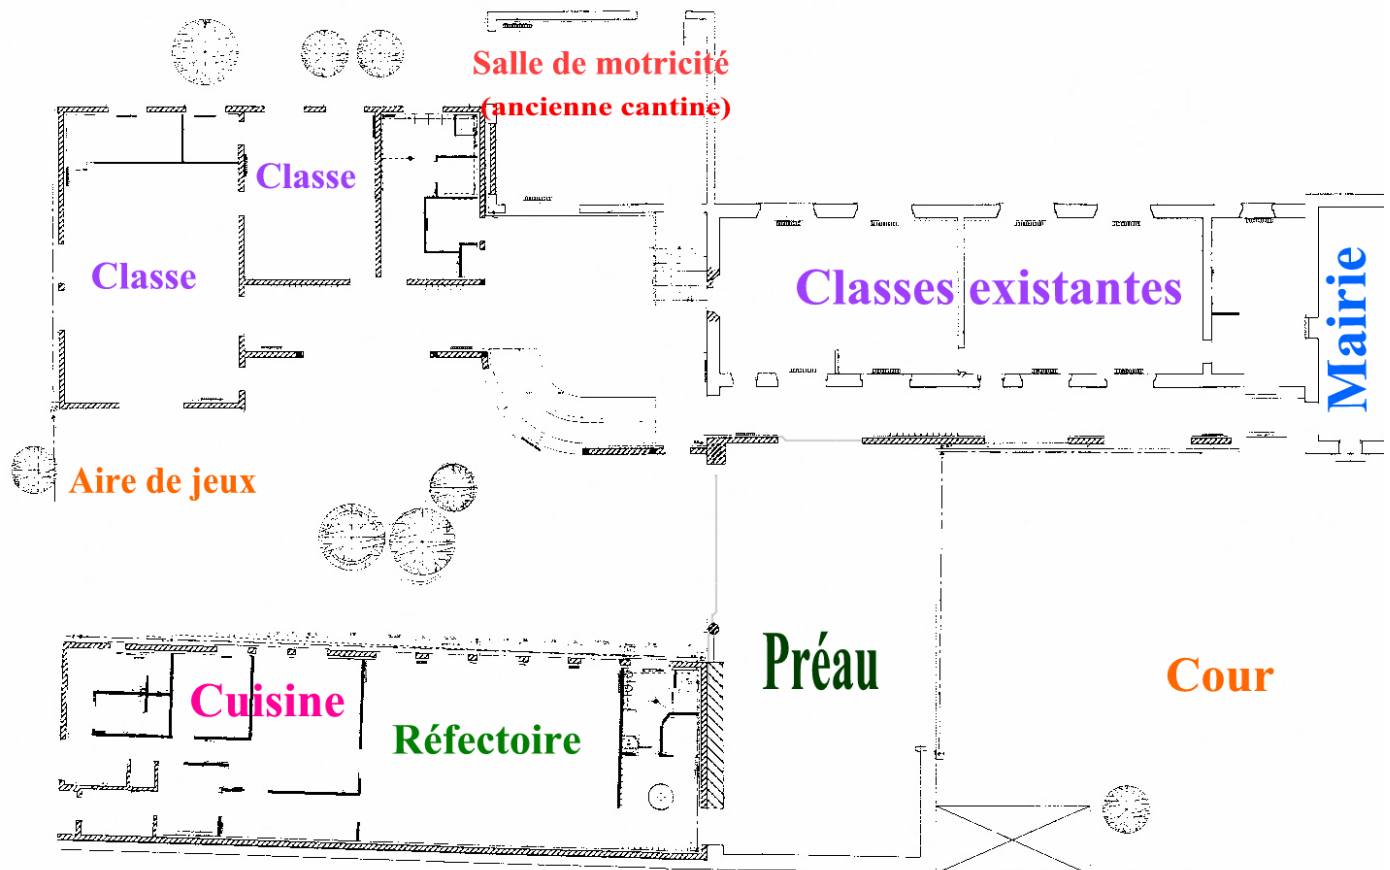 Salle de motricité
(ancienne cantine)
Classe
Classe
Classes existantes
Mairie
Aire de jeux
Préau
Cour
Cuisine
Réfectoire